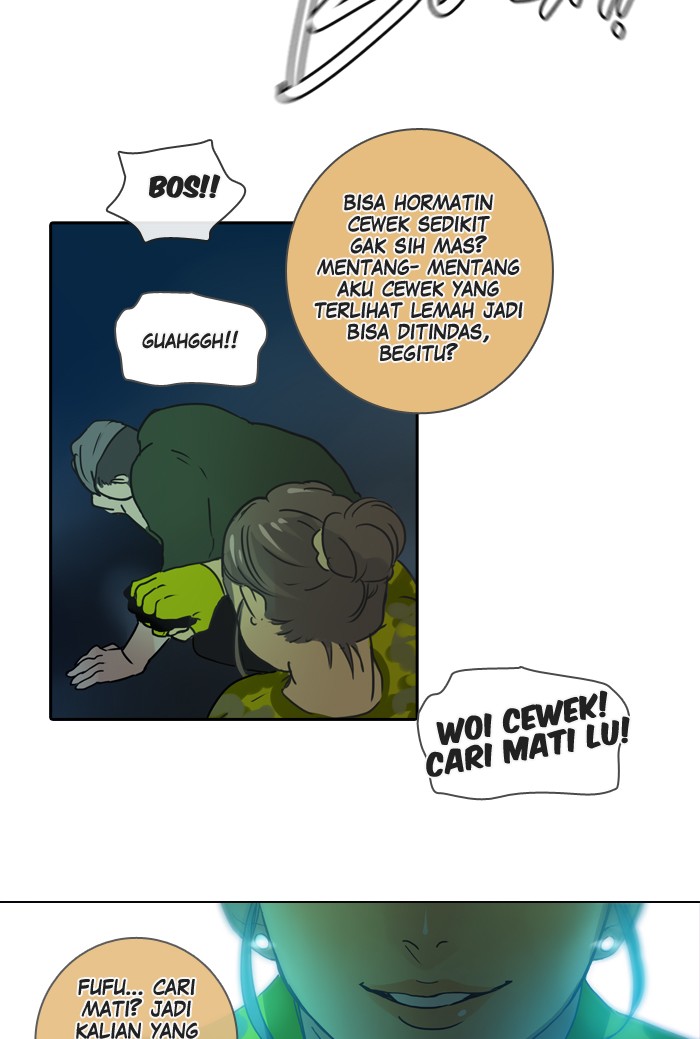 BOS!!
BISA HORMATIN
CEWEK SEDIKIT
GAK SIH MAS?
MENTANG- MENTANG
AKU CEWEK YANG
TERLIHAT LEMAH JADI
BISA DITINDAS,
BEGITU?
GUAHGGH!!
WOI CEWEK!
CARI MATI LU!
FUFU... CARI
MATI? JADI
KALIAN YANG